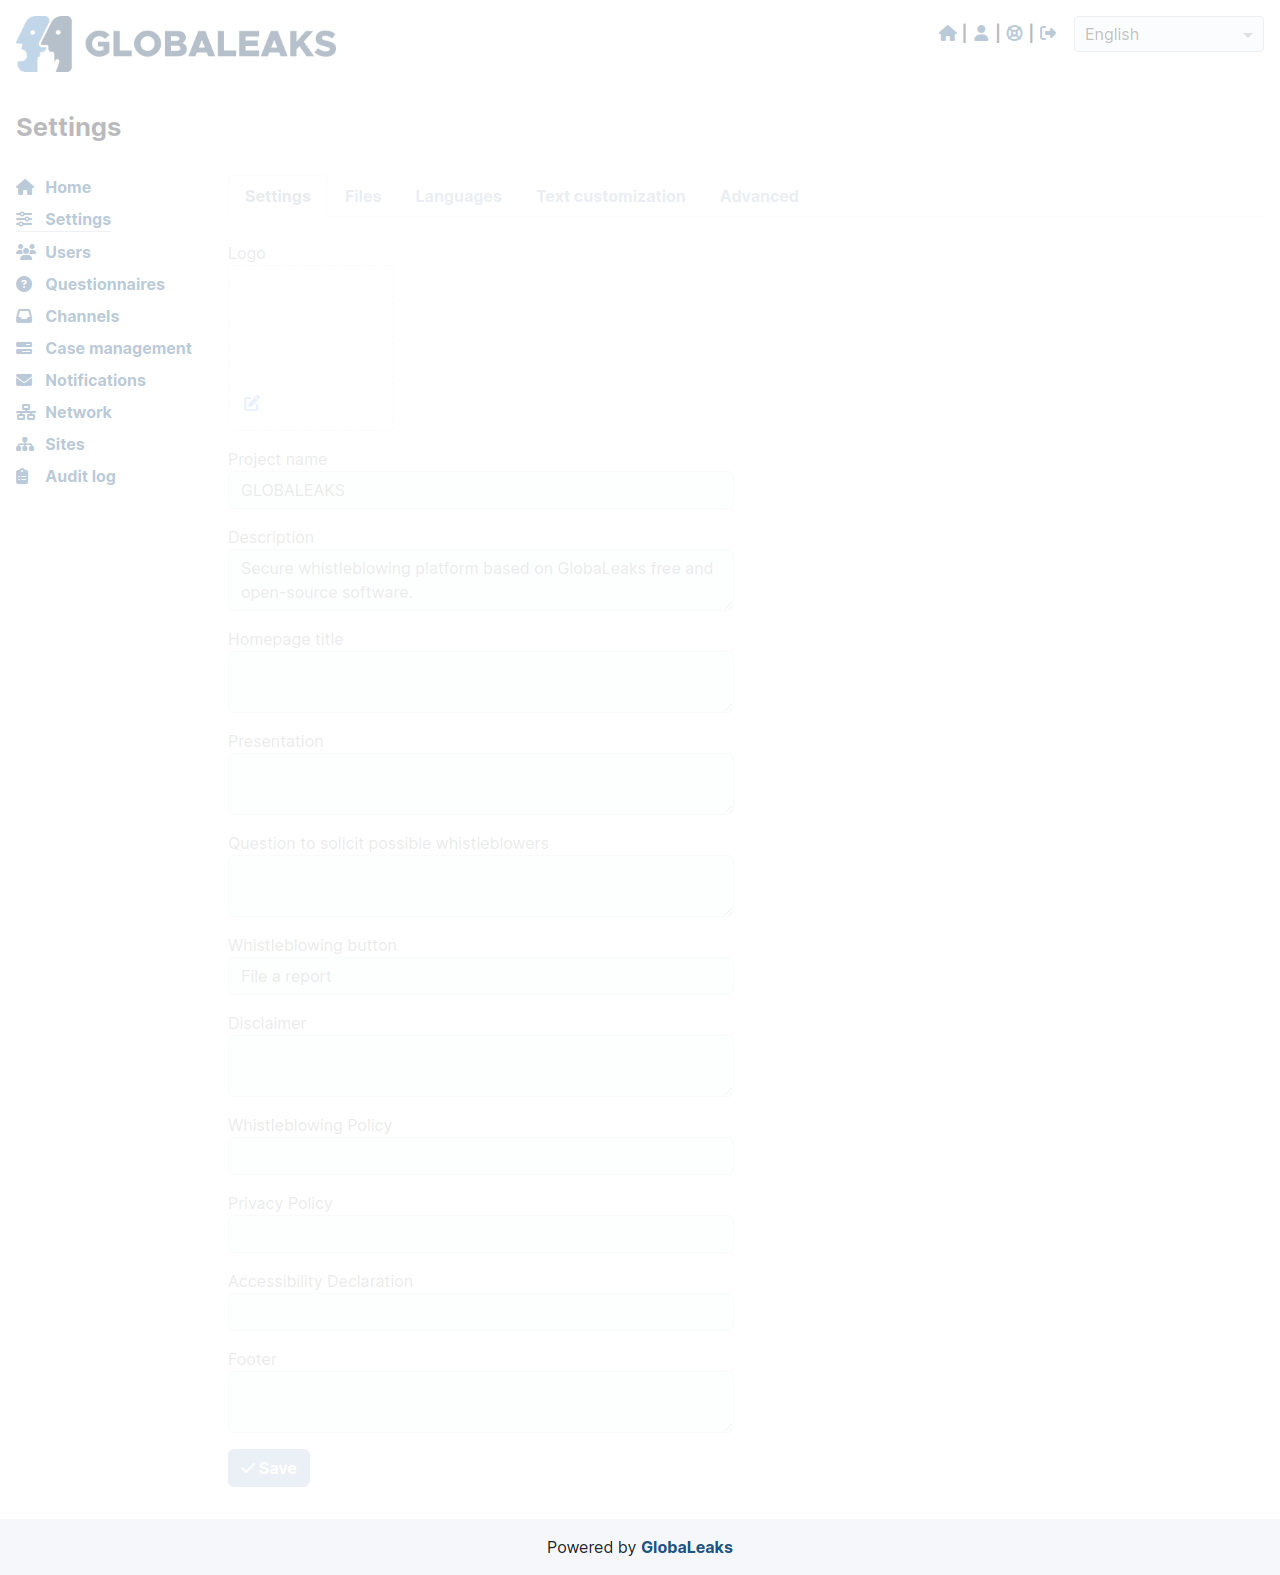 GLOBALEAKS
English
Settings
Home
Settings
Users
Questionnaires
Channels
Case management
Notifications
Network
Sites
Audit log
Settings Files Languages Text customization Advanced
Logo
Project name
GLOBALEAKS
Description
Secure whistleblowing platform based on GlobaLeaks free and
open-source software.
Homepage title
Presentation
Question to solicit possible whistleblowers
Whistleblowing button
File a report
Disclaimer
Whistleblowing Policy
Privacy Policy
Accessibility Declaration
Footer
Save
Powered by GlobaLeaks